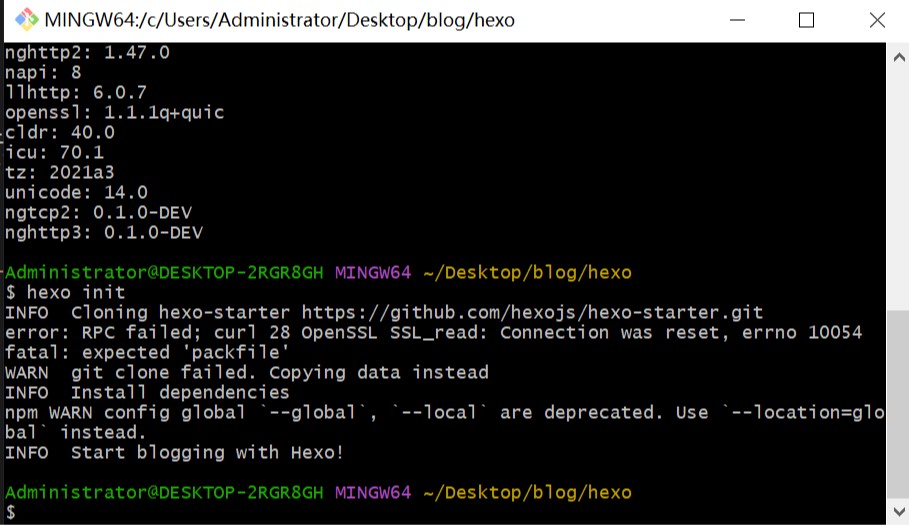 MINGW64:/c/Users/Administrator/Desktop/blog/hexo
nghttp2: 1.47.0
napi: 8
llhttp: 6.0.7
openssl: 1.1.1q+quic
cldr: 40.0
icu: 70.1
tz: 2021a3
unicode: 14.0
ngtcp2: 0.1.0-DEV
nghttp3: 0.1.0-DEV
Administrator@DESKTOP-2RGR8GH MINGW64 ~/Desktop/blog/hexo
$ hexo init
INFO  Cloning hexo-starter https://github.com/hexojs/hexo-starter.git
error: RPC failed; curl 28 OpenSSL SSL_read: Connection was reset, errno 10054
fatal: expected 'packfile'
WARN  git clone failed. Copying data instead
INFO  Install dependencies
npm WARN config global `--global`, `--local` are deprecated. Use `--location=glo
bal` instead.
INFO  Start blogging with Hexo!
Administrator@DESKTOP-2RGR8GH MINGW64 ~/Desktop/blog/hexo
$